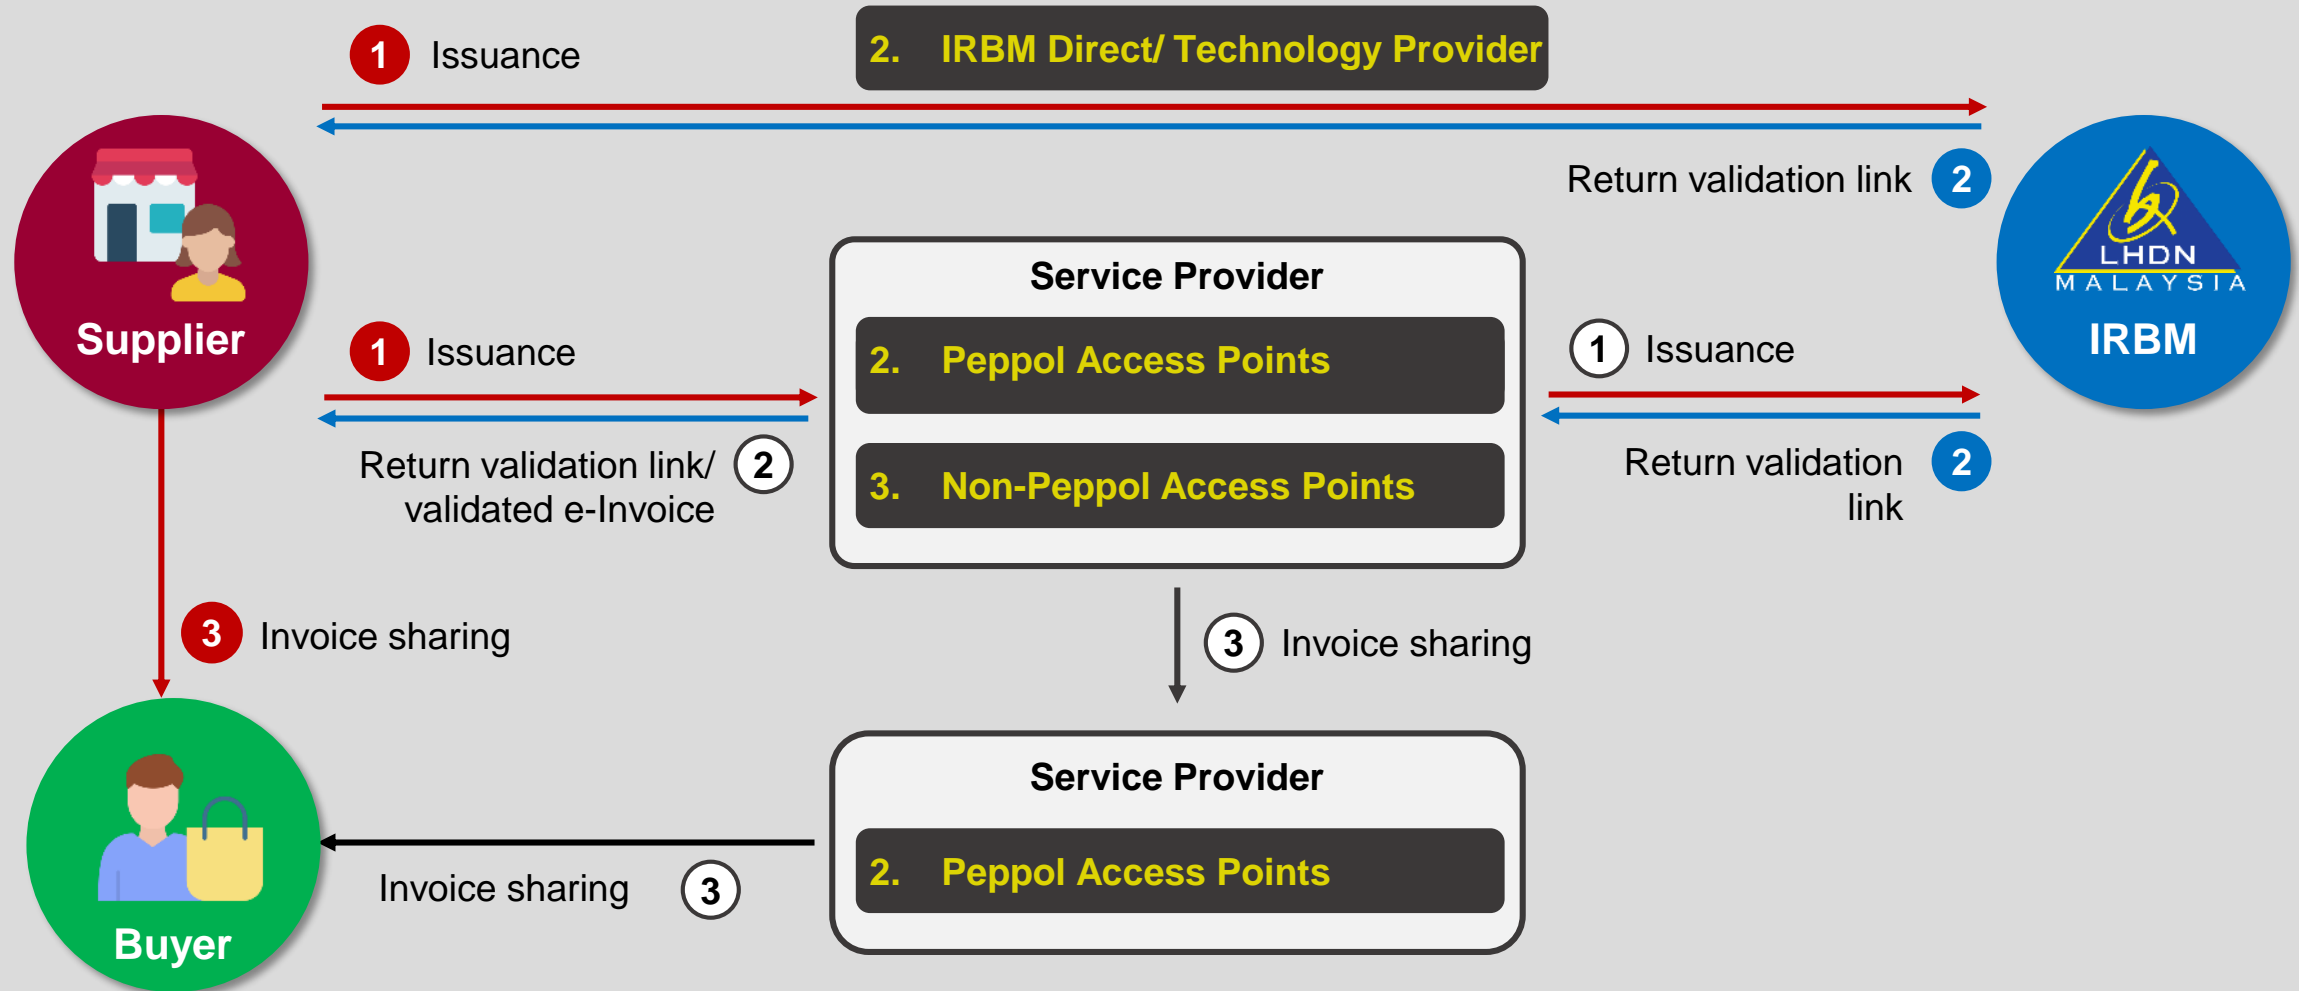 1 Issuance
2. IRBM Direct/ Technology Provider
Return validation link 2
Supplier
LHDN
MALAYSIA
IRBM
Service Provider
2. Peppol Access Points
3. Non-Peppol Access Points
1 Issuance
Return validation link/ 2
validated e-Invoice
1 Issuance
Return validation 2
link
3 Invoice sharing
3 Invoice sharing
Service Provider
2. Peppol Access Points
Invoice sharing 3
Buyer